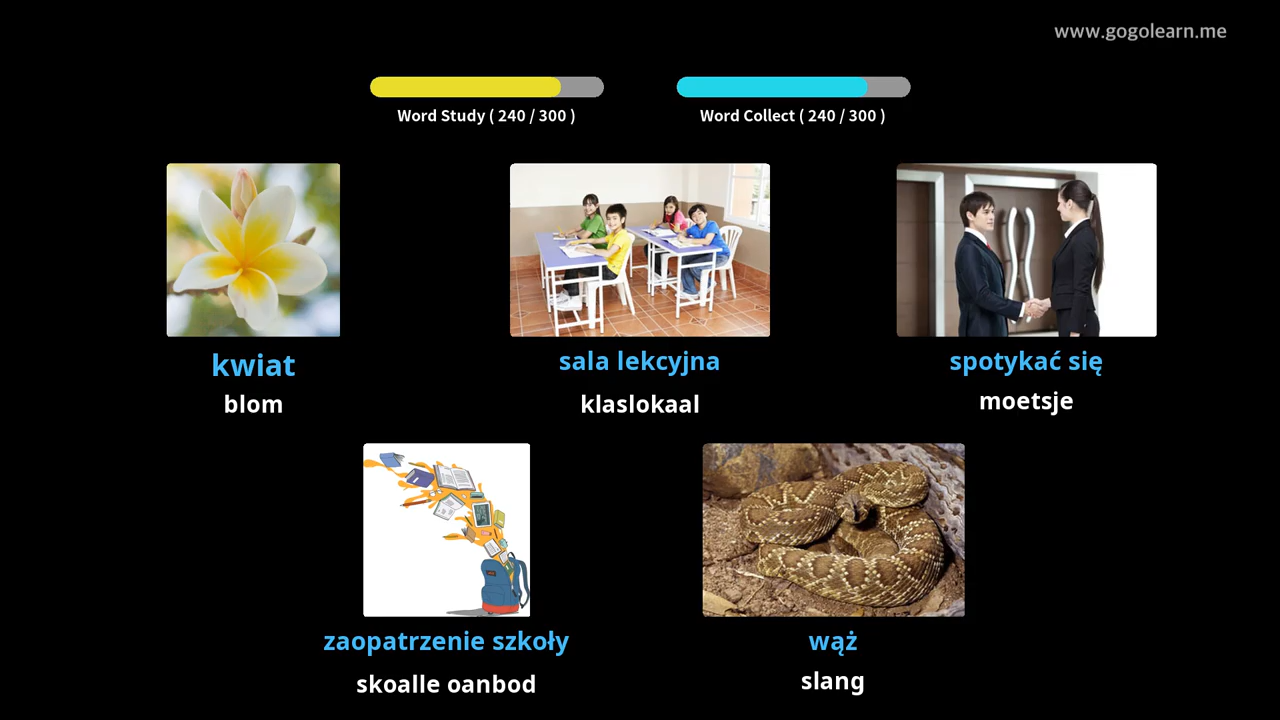 www.gogolearn.me
Word Study ( 240 / 300 )
Word Collect ( 240 / 300 )
kwiat
blom
sala lekcyjna
klaslokaal
spotykać się
moetsje
zaopatrzenie szkoły
skoalle oanbod
wąż
slang